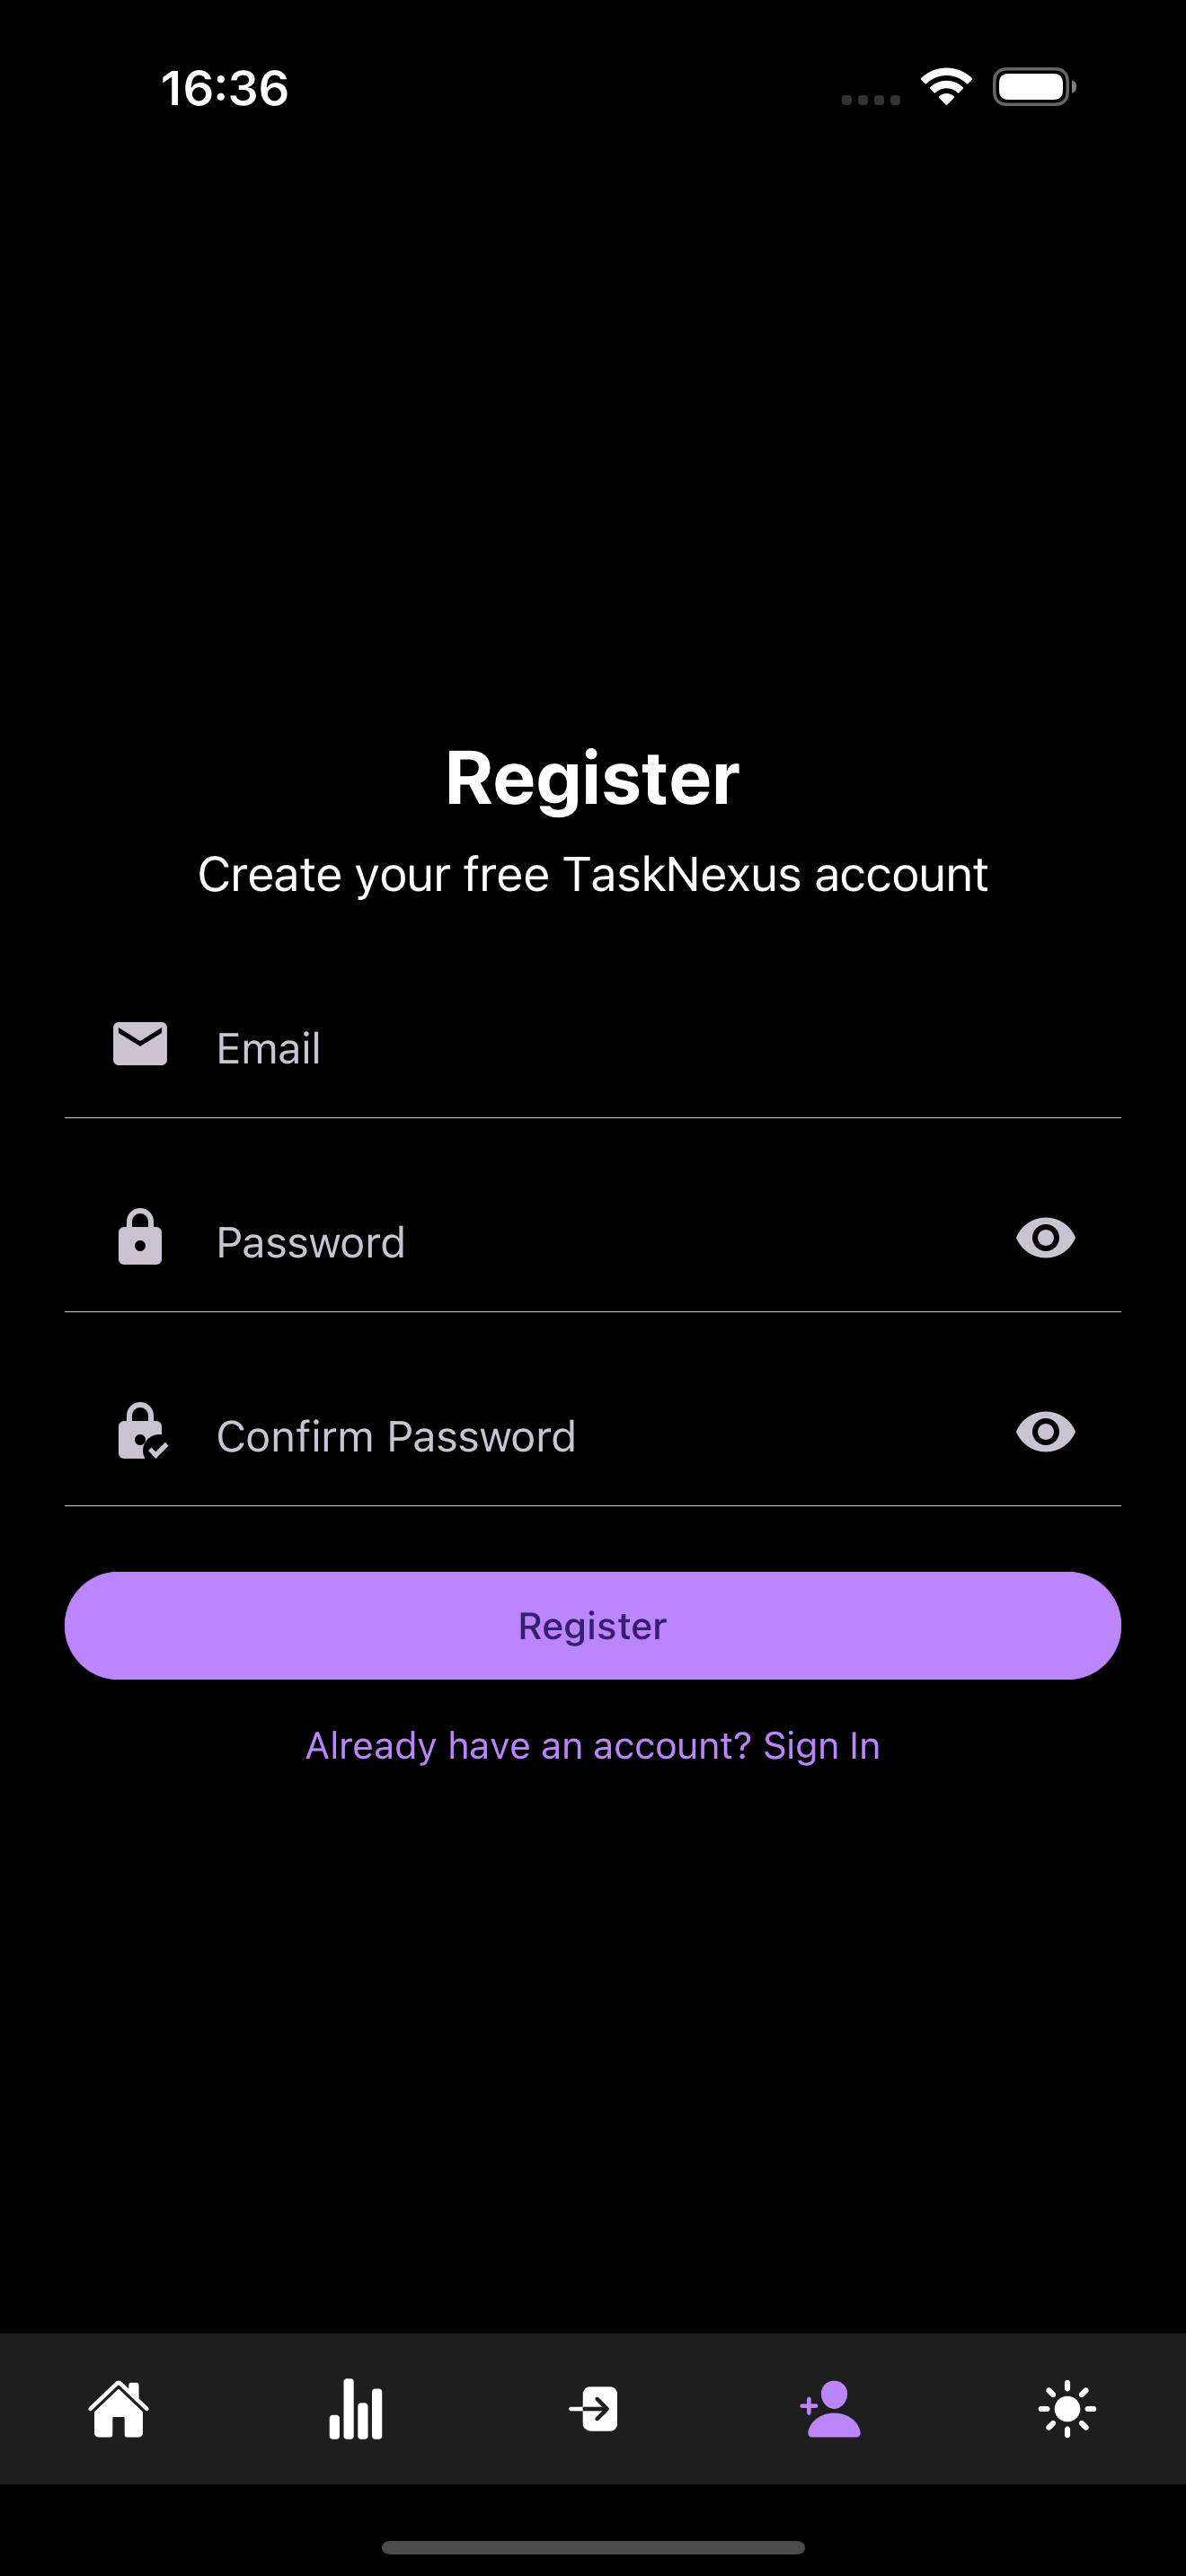 16:36
Register
Create your free TaskNexus account
Email
Password
Confirm Password
Register
Already have an account? Sign In